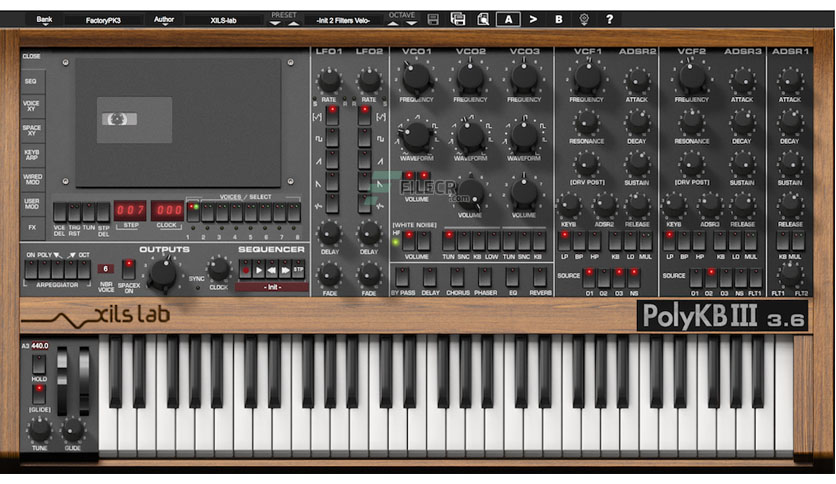 Bank FactoryPK3 Author XILS-lab PRESET -Init 2 Filters Velo- OCTAVE A > B ?
CLOSE
SEQ
VOICE XY
SPACE XY
KEYB ARP
WIRED MOD
USER MOD
FX
LFO1 LFO2 VCO1 VCO2 VCO3 VCF1 ADSR2 VCF2 ADSR3 ADSR1
RATE RATE FREQUENCY FREQUENCY FREQUENCY FREQUENCY ATTACK FREQUENCY ATTACK ATTACK
S R R S
RESONANCE DECAY RESONANCE DECAY DECAY
WAVEFORM WAVEFORM WAVEFORM
[DRV POST] SUSTAIN [DRV POST] SUSTAIN SUSTAIN
FILECR
.com
VOLUME VOLUME VOLUME
VOICES / SELECT
007 000
VCE DEL TRG RST TUN STP DEL STEP CLOCK
1 2 3 4 5 6 7 8
KEYB ADSR2 RELEASE KEYB ADSR3 RELEASE RELEASE
[WHITE NOISE]
HF
VOLUME TUN SNC KB LOW TUN SNC KB
LP BP HP KB LO MUL LP BP HP KB LO MUL KB MUL
DELAY DELAY
OUTPUTS SEQUENCER
ON POLY OCT
6
ARPEGGIATOR
NBR VOICE
SPACEX ON
SYNC CLOCK
STP
- Init -
FADE FADE BY PASS DELAY CHORUS PHASER EQ REVERB
SOURCE O1 O2 O3 NS SOURCE O1 O2 O3 NS FLT1 FLT1 FLT2
xils lab
PolyKB III 3.6
A3 440.0
HOLD
[GLIDE]
TUNE GLIDE